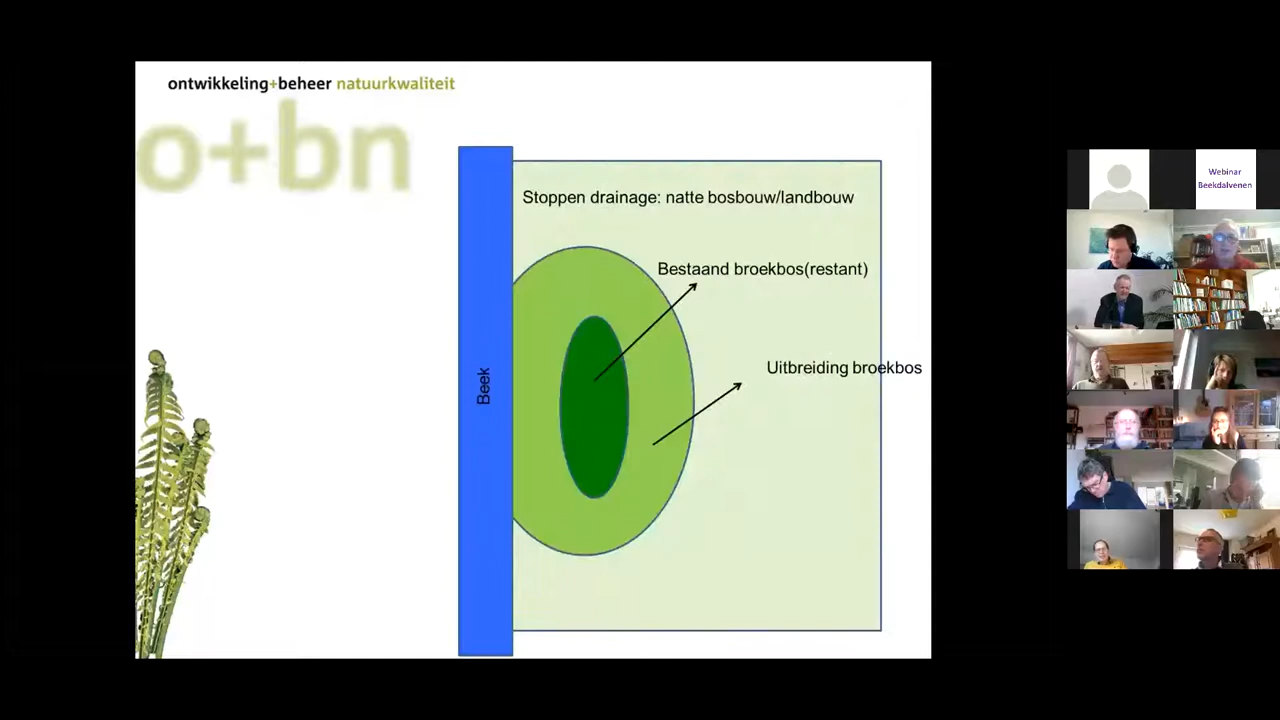 ontwikkeling+beheer natuurkwaliteit
o+bn
Stoppen drainage: natte bosbouw/landbouw
Bestaand broekbos(restant)
Uitbreiding broekbos
Beek
Webinar
Beekdalvenen